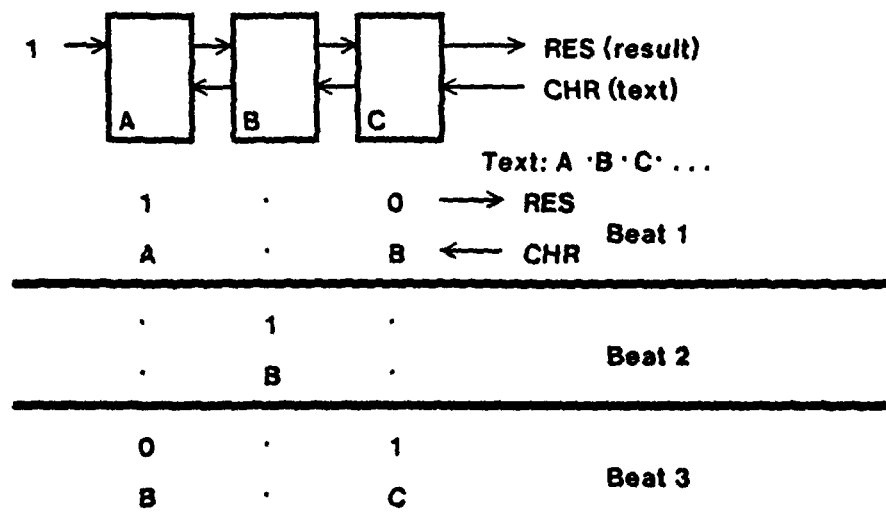 1 RES (result)
CHR (text)
A B C
Text: A ·B · C· ...
1 · 0 RES
Beat 1
A · B CHR
· 1 ·
Beat 2
· B ·
0 · 1
Beat 3
B · C